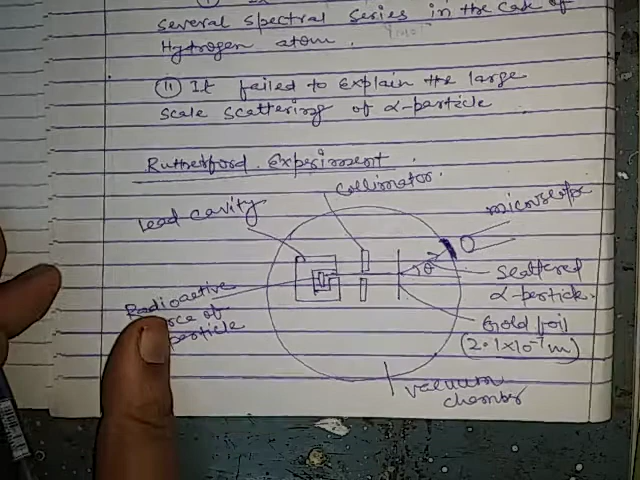 several spectral series in the case of
Hydrogen atom.
(II) It failed to explain the large
scale scattering of α-particle
Rutherford Experiment.
collimator.
Lead cavity
microscope
θ
Scattered
α-particle.
Radioactive
of
particle
Gold foil
(2.1×10⁻⁷m)
Vacuum
chamber